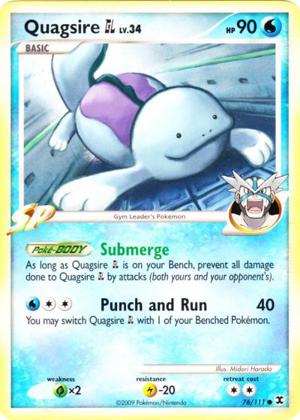 Quagsire GL LV.34 HP 90
BASIC
SP
Gym Leader's Pokémon
Poké-BODY Submerge
As long as Quagsire GL is on your Bench, prevent all damage
done to Quagsire GL by attacks (both yours and your opponent's).
Punch and Run 40
You may switch Quagsire GL with 1 of your Benched Pokémon.
Illus. Midori Harada
weakness resistance retreat cost
×2 -20
©2009 Pokémon/Nintendo 76/111